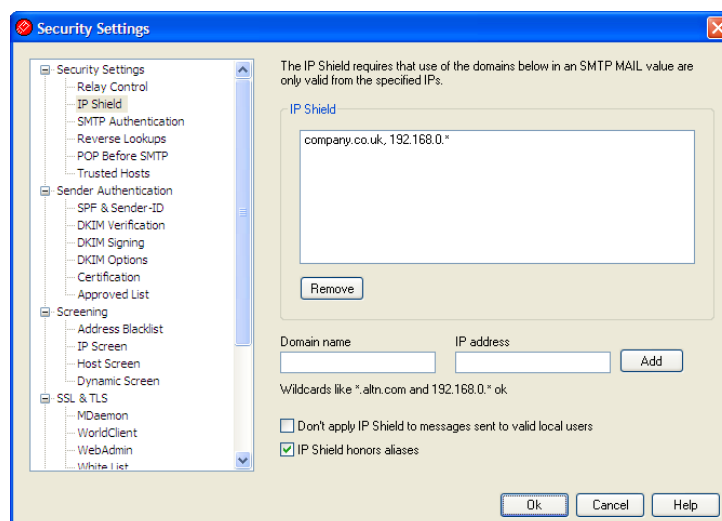 Security Settings
Security Settings
Relay Control
IP Shield
SMTP Authentication
Reverse Lookups
POP Before SMTP
Trusted Hosts
Sender Authentication
SPF & Sender-ID
DKIM Verification
DKIM Signing
DKIM Options
Certification
Approved List
Screening
Address Blacklist
IP Screen
Host Screen
Dynamic Screen
SSL & TLS
MDaemon
WorldClient
WebAdmin
White List
The IP Shield requires that use of the domains below in an SMTP MAIL value are
only valid from the specified IPs.
IP Shield
company.co.uk, 192.168.0.*
Remove
Domain name
IP address
Add
Wildcards like *.altn.com and 192.168.0.* ok
Don't apply IP Shield to messages sent to valid local users
IP Shield honors aliases
Ok
Cancel
Help